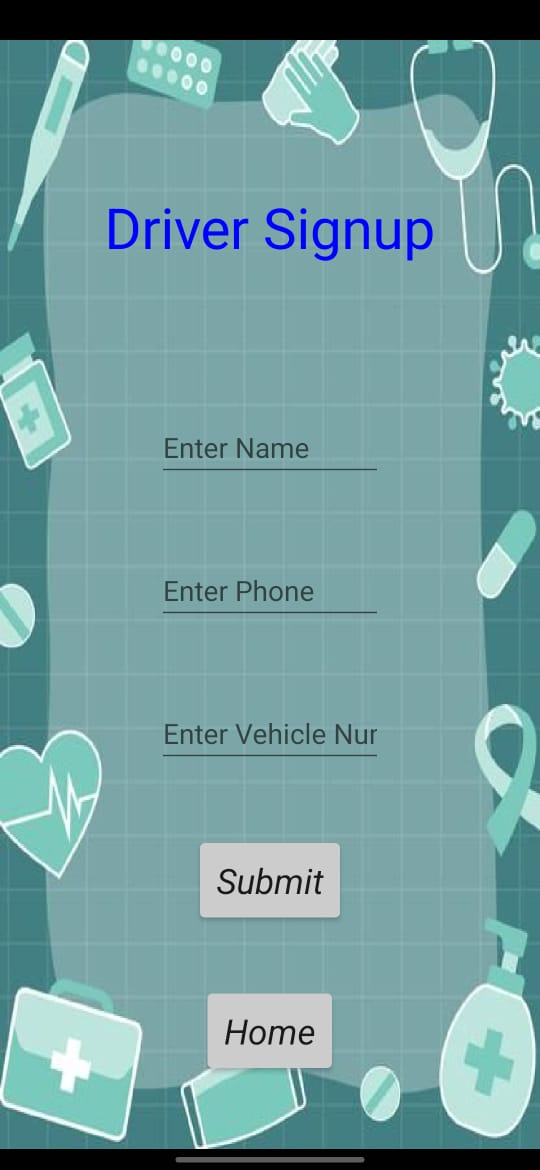 Driver Signup
Enter Name
Enter Phone
Enter Vehicle Nur
Submit
Home